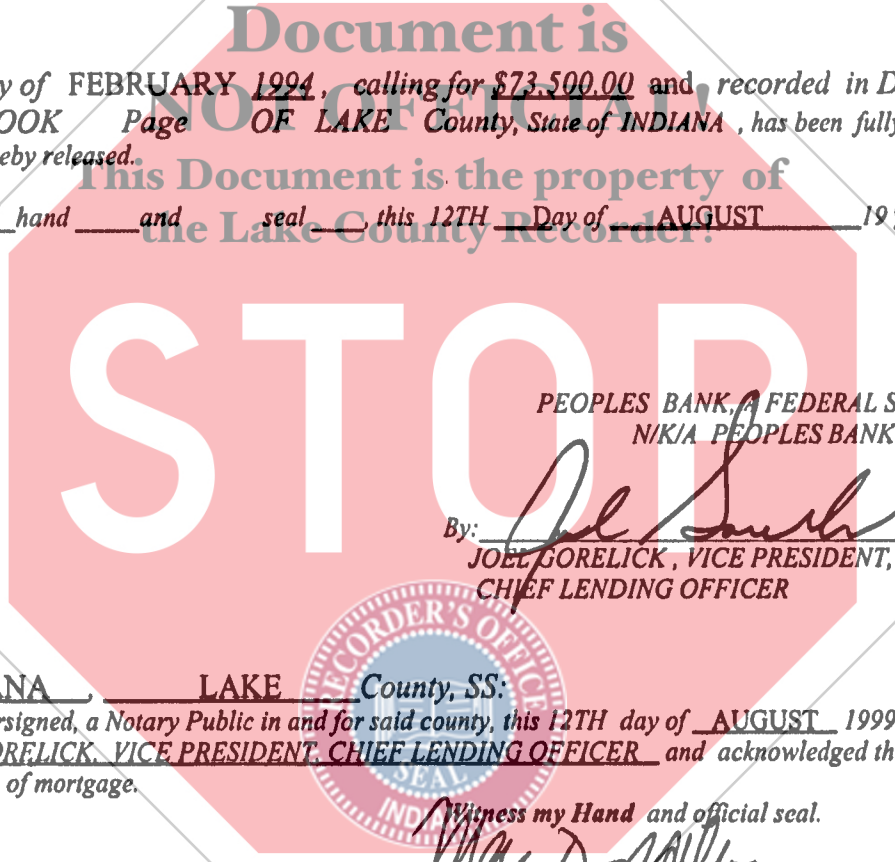 Document is
y of FEBRUARY 1994, calling for $73,500.00 and recorded in D
NOT OFFICIAL!
OOK Page OF LAKE County, State of INDIANA , has been fully
eby released.
This Document is the property of
hand and seal , this 12TH Day of AUGUST 19
the Lake County Recorder!
STOP
PEOPLES BANK, A FEDERAL S
N/K/A PEOPLES BANK
By:
JOEL GORELICK , VICE PRESIDENT,
CHIEF LENDING OFFICER
RECORDER'S OFFICE
ANA , LAKE County, SS:
rsigned, a Notary Public in and for said county, this 12TH day of AUGUST 1999
ORELICK, VICE PRESIDENT, CHIEF LENDING OFFICER and acknowledged th
SEAL
of mortgage.
INDIANA
Witness my Hand and official seal.